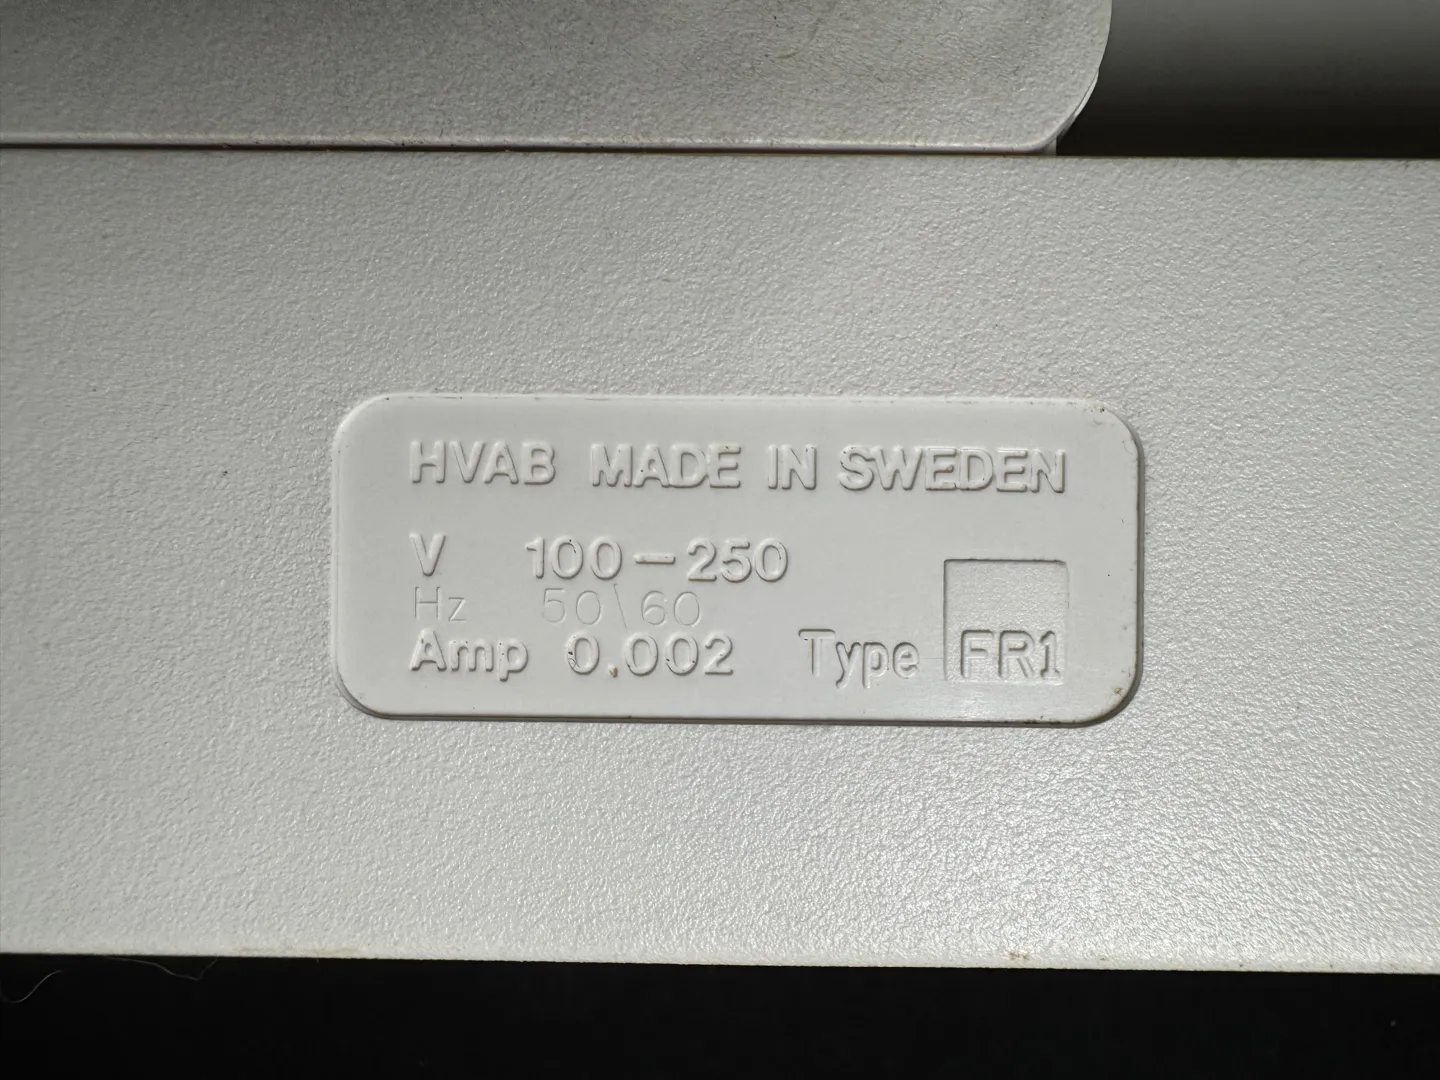 HVAB MADE IN SWEDEN
V 100-250
Hz 50\60
Amp 0.002 Type FR1